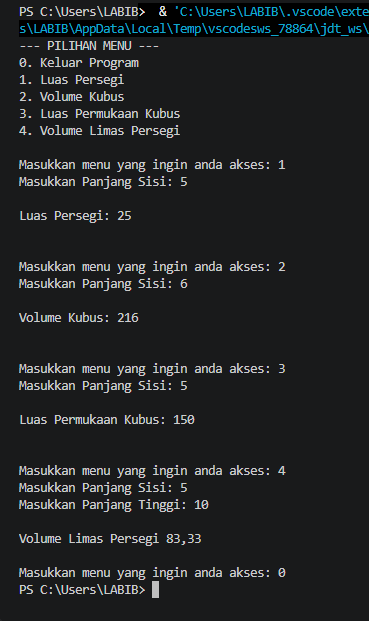 PS C:\Users\LABIB>  & 'C:\Users\LABIB\.vscode\exte
s\LABIB\AppData\Local\Temp\vscodesws_78864\jdt_ws\
--- PILIHAN MENU ---
0. Keluar Program
1. Luas Persegi
2. Volume Kubus
3. Luas Permukaan Kubus
4. Volume Limas Persegi
Masukkan menu yang ingin anda akses: 1
Masukkan Panjang Sisi: 5
Luas Persegi: 25
Masukkan menu yang ingin anda akses: 2
Masukkan Panjang Sisi: 6
Volume Kubus: 216
Masukkan menu yang ingin anda akses: 3
Masukkan Panjang Sisi: 5
Luas Permukaan Kubus: 150
Masukkan menu yang ingin anda akses: 4
Masukkan Panjang Sisi: 5
Masukkan Panjang Tinggi: 10
Volume Limas Persegi 83,33
Masukkan menu yang ingin anda akses: 0
PS C:\Users\LABIB>